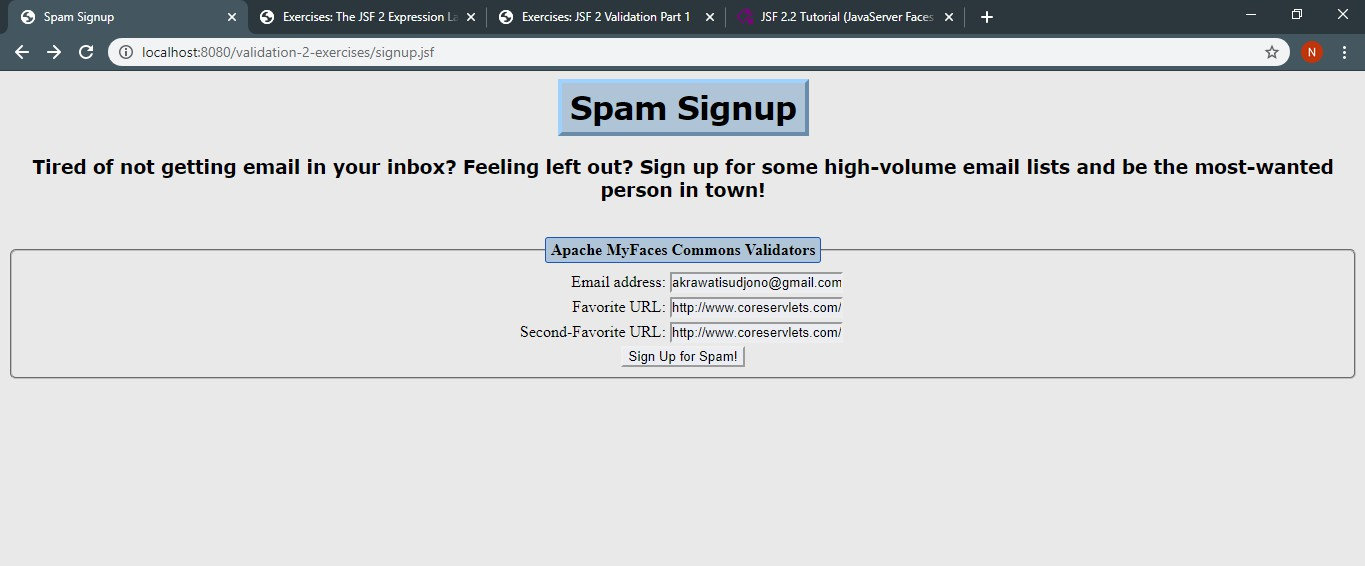 Spam Signup
Exercises: The JSF 2 Expression La
Exercises: JSF 2 Validation Part 1
JSF 2.2 Tutorial (JavaServer Faces
localhost:8080/validation-2-exercises/signup.jsf
N
Spam Signup
Tired of not getting email in your inbox? Feeling left out? Sign up for some high-volume email lists and be the most-wanted
person in town!
Apache MyFaces Commons Validators
Email address: akrawatisudjono@gmail.com
Favorite URL: http://www.coreservlets.com/
Second-Favorite URL: http://www.coreservlets.com/
Sign Up for Spam!